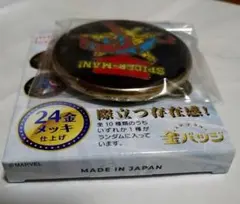 SPIDER-MAN!
24金
メッキ
仕上げ
際立つ存在感!
全10種類のうち
いずれか1種が
ランダムに入って
います。
金バッジ
© MARVEL
MADE IN JAPAN